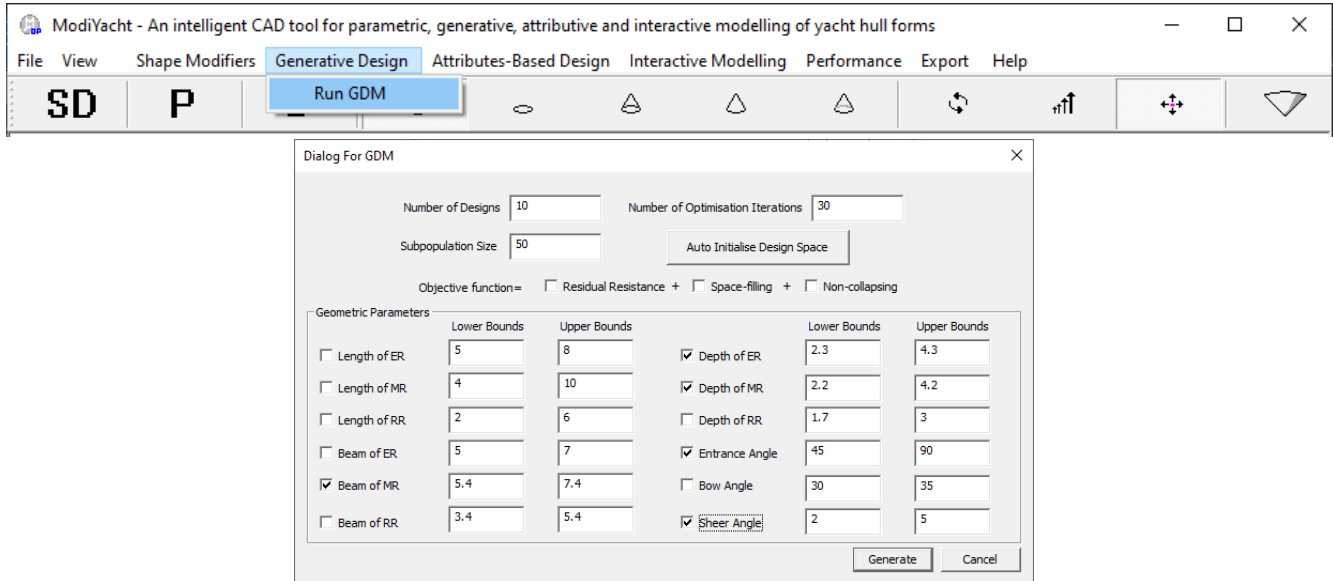 ModiYacht - An intelligent CAD tool for parametric, generative, attributive and interactive modelling of yacht hull forms
File View Shape Modifiers Generative Design Attributes-Based Design Interactive Modelling Performance Export Help
Run GDM
SD P
Dialog For GDM
Number of Designs 10 Number of Optimisation Iterations 30
Subpopulation Size 50 Auto Initialise Design Space
Objective function= Residual Resistance + Space-filling + Non-collapsing
Geometric Parameters
Lower Bounds Upper Bounds Lower Bounds Upper Bounds
Length of ER 5 8 Depth of ER 2.3 4.3
Length of MR 4 10 Depth of MR 2.2 4.2
Length of RR 2 6 Depth of RR 1.7 3
Beam of ER 5 7 Entrance Angle 45 90
Beam of MR 5.4 7.4 Bow Angle 30 35
Beam of RR 3.4 5.4 Sheer Angle 2 5
Generate Cancel